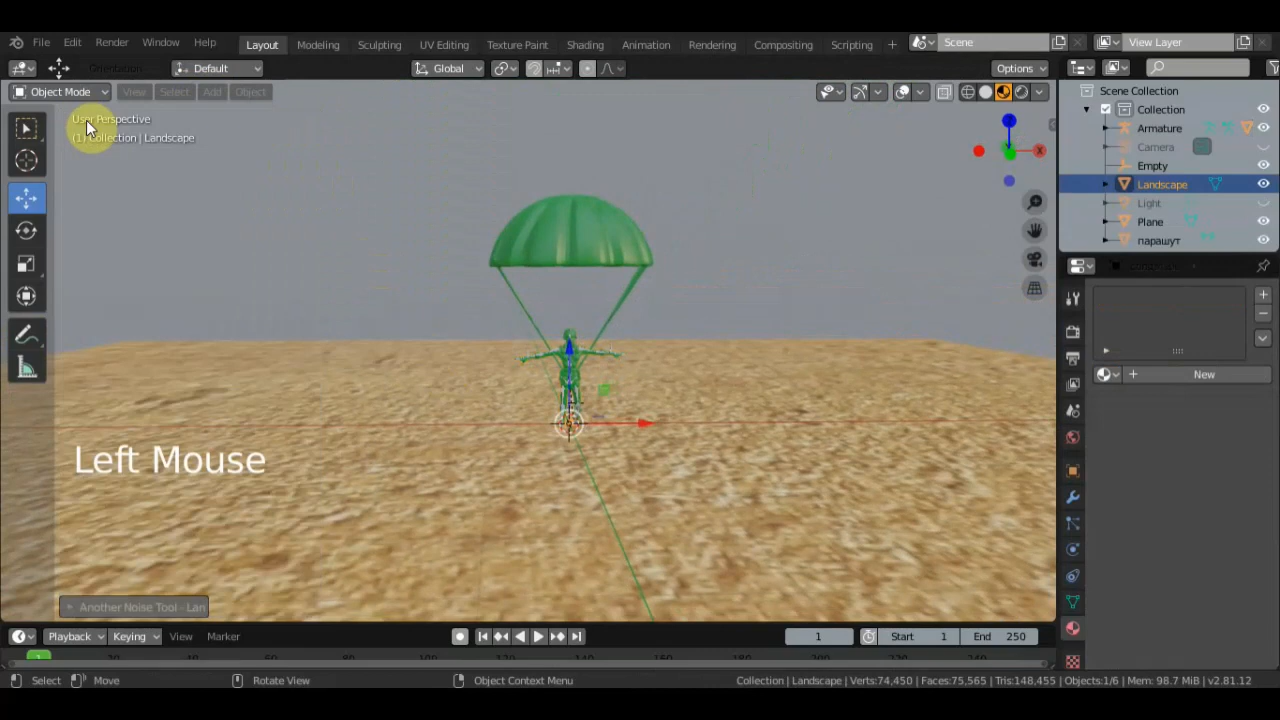 File Edit Render Window Help
Layout Modeling Sculpting UV Editing Texture Paint Shading Animation Rendering Compositing Scripting
Scene
View Layer
Orientation
Default
Global
Options
Object Mode View Select Add Object
User Perspective
(1) Collection | Landscape
X
Scene Collection
Collection
Armature
Camera
Empty
Landscape
Light
Plane
парашут
New
Left Mouse
Another Noise Tool - Lan
Playback Keying View Marker
1
Start 1
End 250
1
Select Move Rotate View Object Context Menu
Collection | Landscape | Verts:74,450 | Faces:75,565 | Tris:148,455 | Objects:1/6 | Mem: 98.7 MiB | v2.81.12